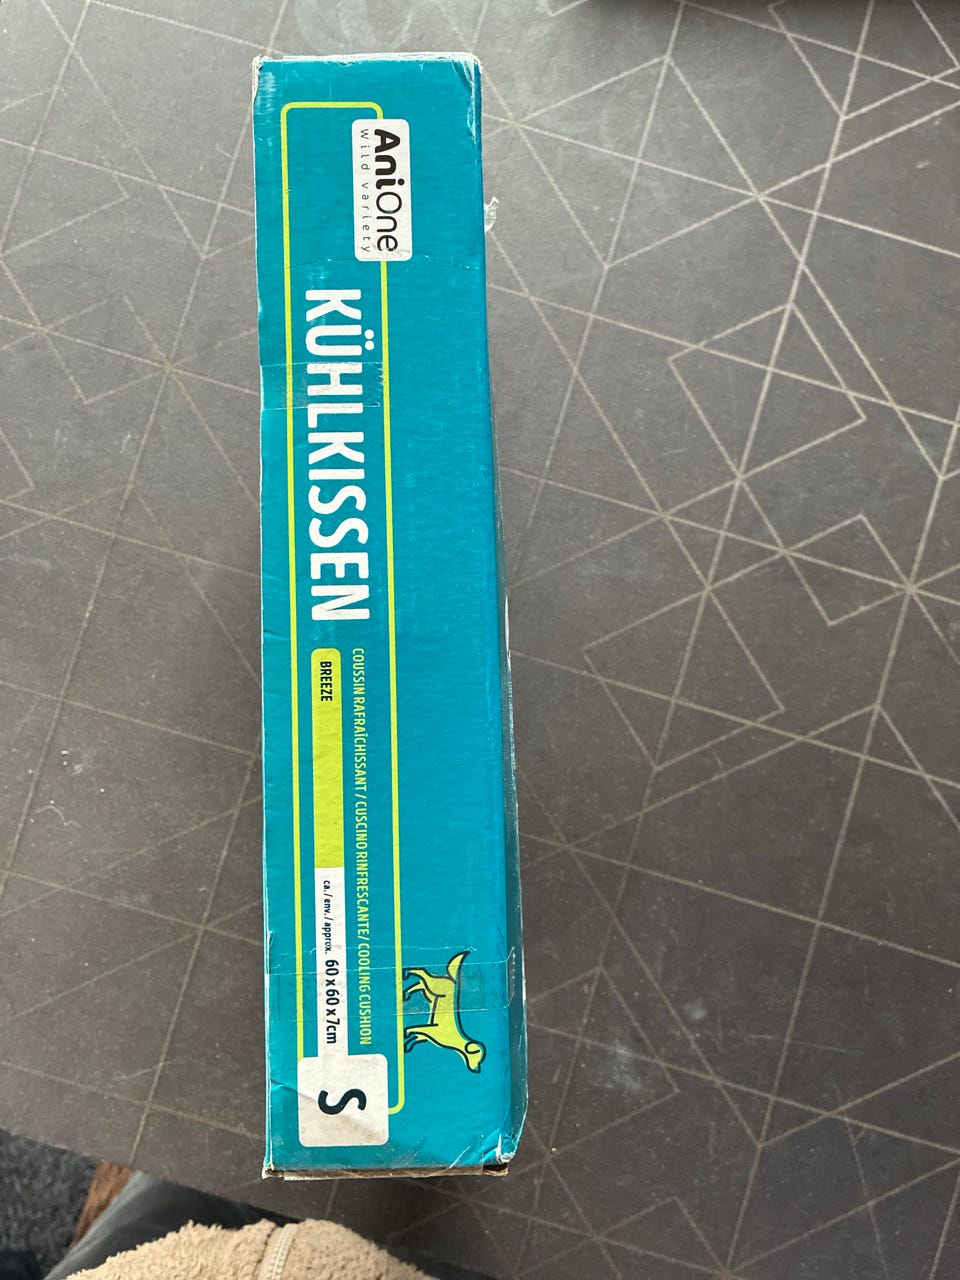 AniOne
Wild variety
KÜHLKISSEN
COUSSIN RAFRAÎCHISSANT / CUSCINO RINFRESCANTE / COOLING CUSHION
BREEZE
ca. / env. / approx. 60 x 60 x 7cm
S